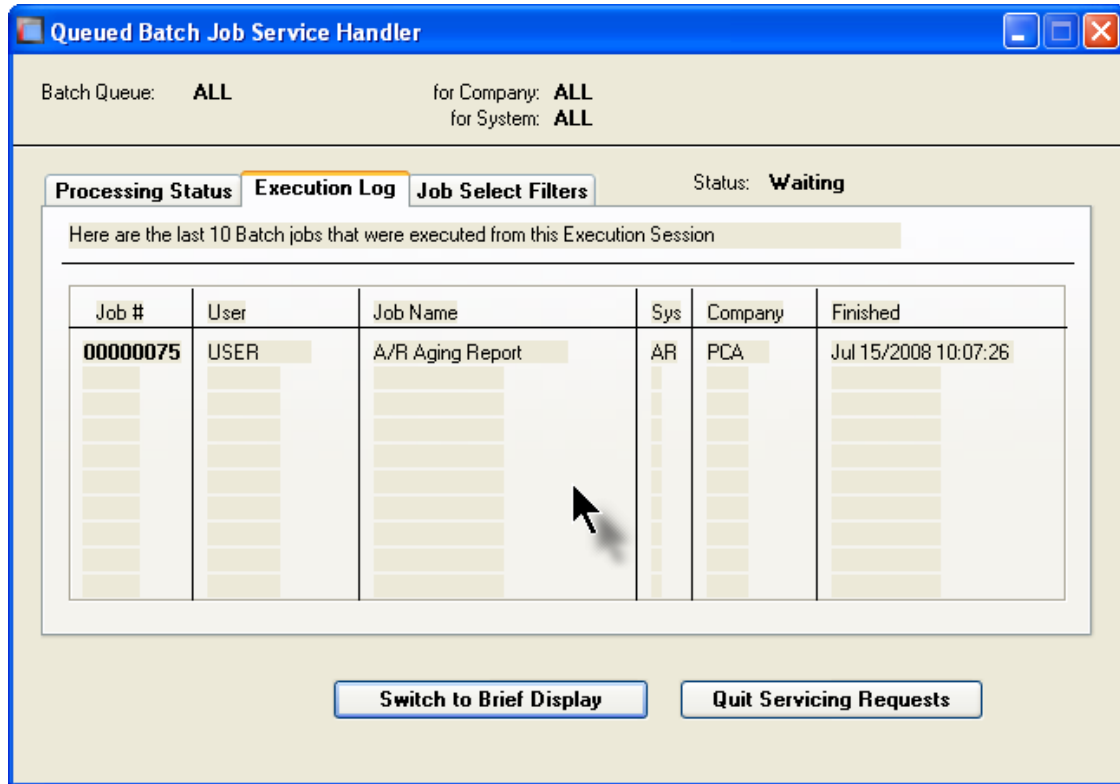 Queued Batch Job Service Handler
Batch Queue: ALL for Company: ALL
for System: ALL
Processing Status Execution Log Job Select Filters Status: Waiting
Here are the last 10 Batch jobs that were executed from this Execution Session
Job # User Job Name Sys Company Finished
00000075 USER A/R Aging Report AR PCA Jul 15/2008 10:07:26
Switch to Brief Display Quit Servicing Requests